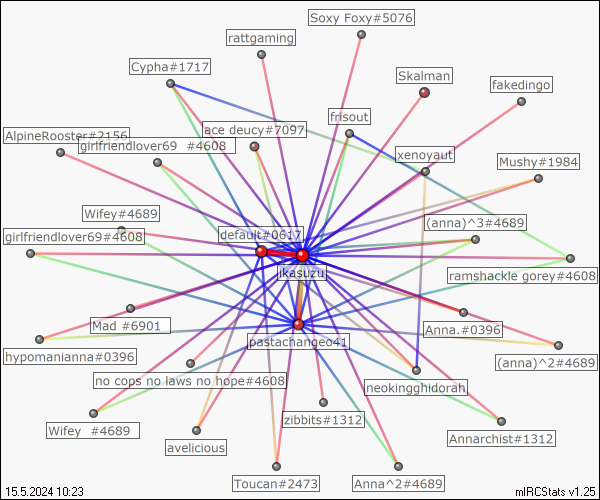 Soxy Foxy#5076
rattgaming
Cypha#1717
Skalman
fakedingo
frisout
ace deucy#7097
AlpineRooster#2156
girlfriendlover69 #4608
xenoyaut
Mushy#1984
Wifey#4689
(anna)^3#4689
girlfriendlover69#4608
default#0617
ikasuzu
ramshackle gorey#4608
Mad #6901
Anna.#0396
pastachangeo41
hypomanianna#0396
(anna)^2#4689
no cops no laws no hope#4608
neokingghidorah
zibbits#1312
Wifey #4689
Annarchist#1312
avelicious
Toucan#2473
Anna^2#4689
15.5.2024 10:23
mIRCStats v1.25